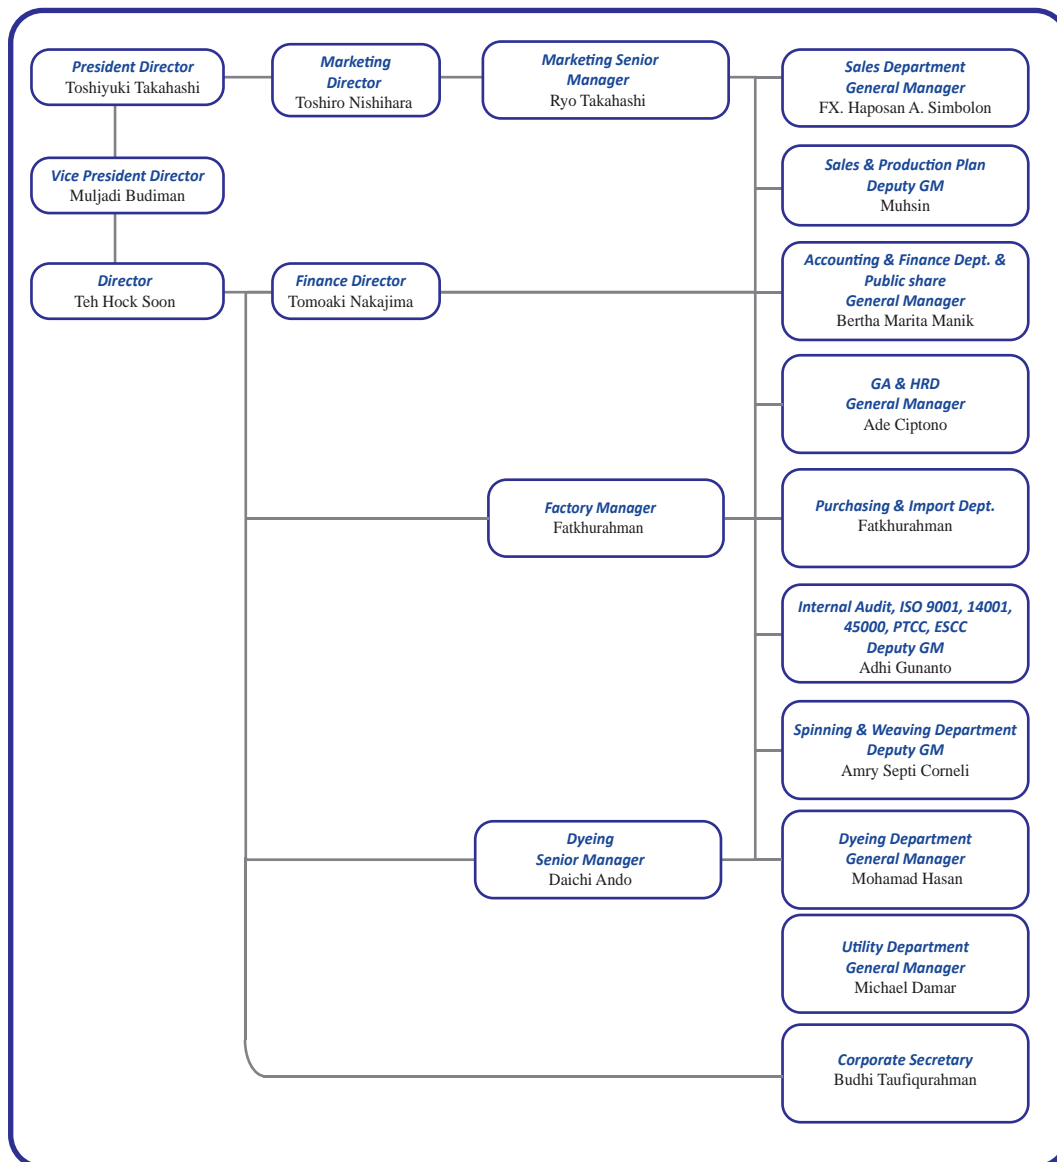 President Director
Toshiyuki Takahashi
Marketing
Director
Toshiro Nishihara
Marketing Senior
Manager
Ryo Takahashi
Sales Department
General Manager
FX. Haposan A. Simbolon
Vice President Director
Muljadi Budiman
Sales & Production Plan
Deputy GM
Muhsin
Director
Teh Hock Soon
Finance Director
Tomoaki Nakajima
Accounting & Finance Dept. &
Public share
General Manager
Bertha Marita Manik
GA & HRD
General Manager
Ade Ciptono
Factory Manager
Fatkhurahman
Purchasing & Import Dept.
Fatkhurahman
Internal Audit, ISO 9001, 14001,
45000, PTCC, ESCC
Deputy GM
Adhi Gunanto
Spinning & Weaving Department
Deputy GM
Amry Septi Corneli
Dyeing
Senior Manager
Daichi Ando
Dyeing Department
General Manager
Mohamad Hasan
Utility Department
General Manager
Michael Damar
Corporate Secretary
Budhi Taufiqurahman